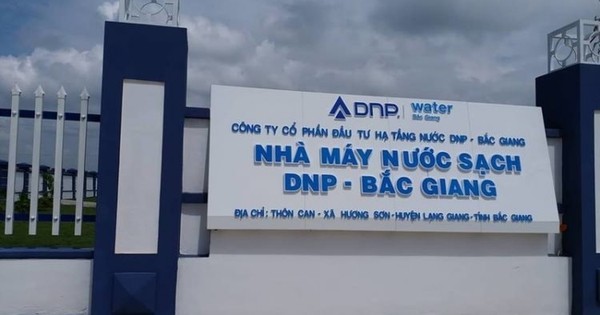 DNP water
Bắc Giang
CÔNG TY CỔ PHẦN ĐẦU TƯ HẠ TẦNG NƯỚC DNP - BẮC GIANG
NHÀ MÁY NƯỚC SẠCH
DNP - BẮC GIANG
ĐỊA CHỈ: THÔN CẦN - XÃ HƯƠNG SƠN-HUYỆN LẠNG GIANG-TỈNH BẮC GIANG